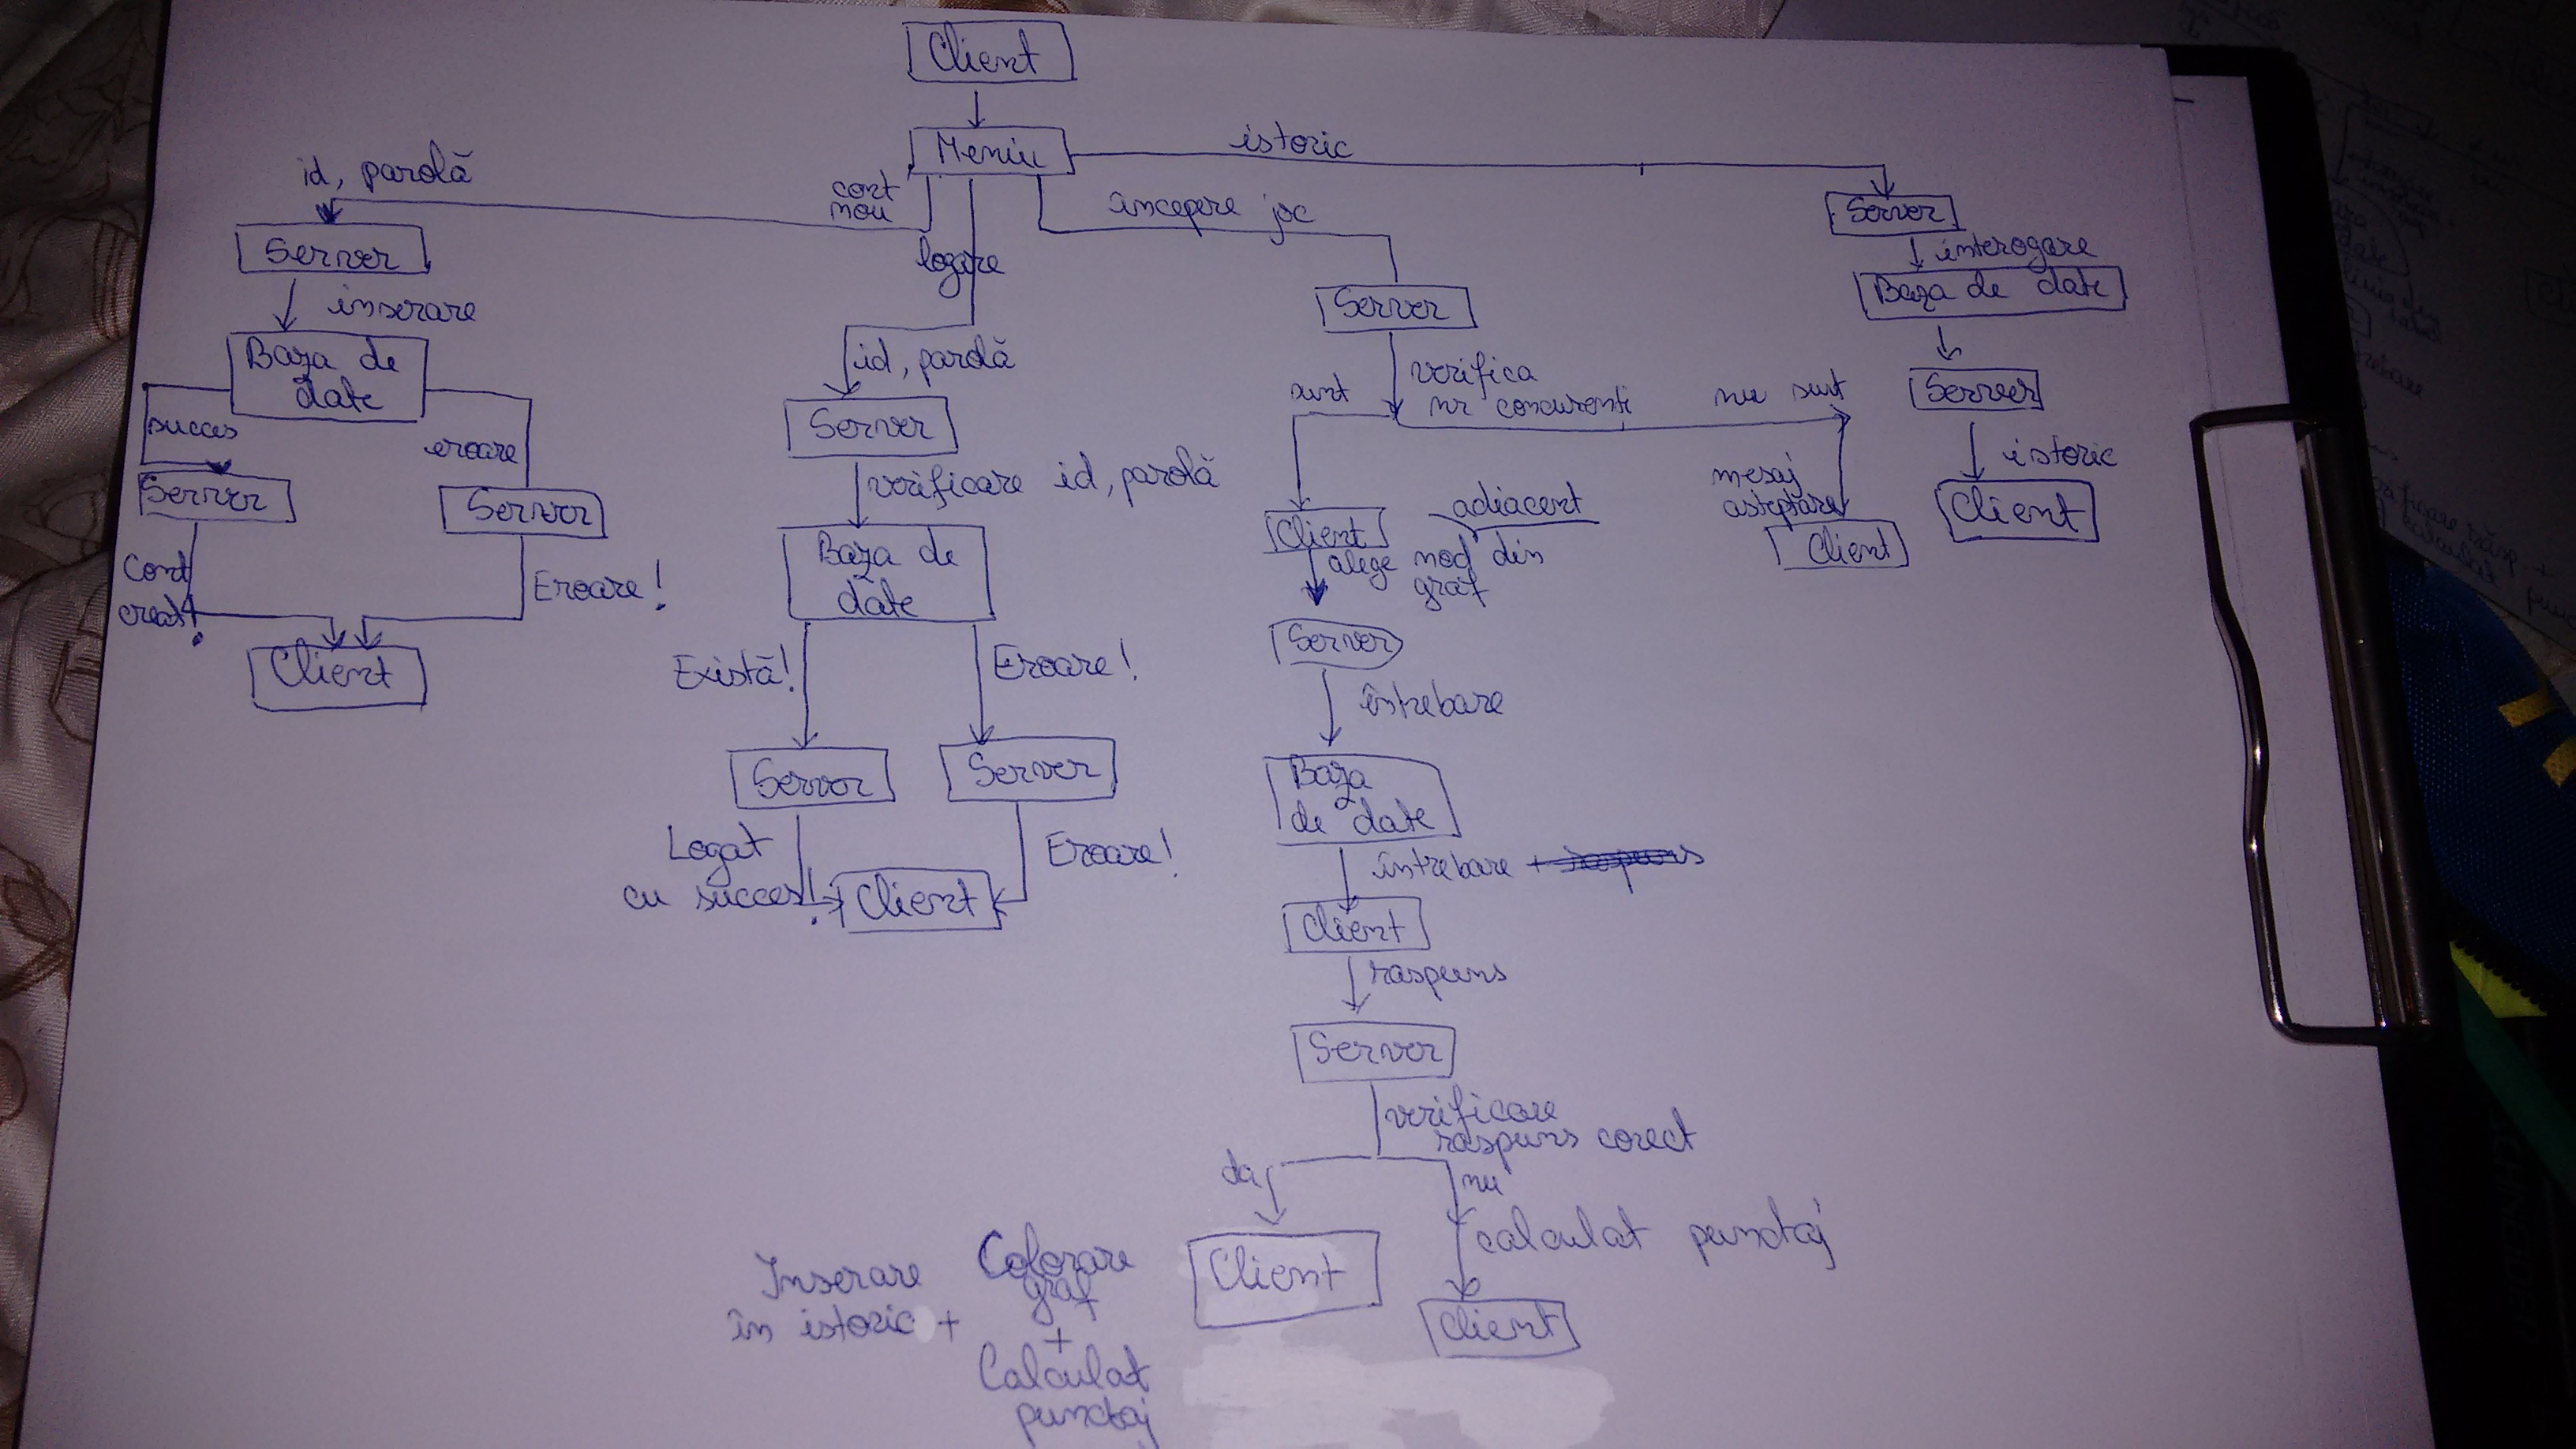 Client
Meniu
istoric
id, parolă
cont
nou
logare
incepere joc
Server
inserare
Baza de
date
succes
eroare
Server
Server
Cont
creat!
Eroare!
Client
id, parolă
Server
verificare id, parolă
Baza de
date
Există!
Eroare!
Server
Server
Logat
cu succes!
Eroare!
Client
Server
verifica
nr concurenti
sunt
nu sunt
mesaj
asteptare
Client
Client
adiacent
alege nod din
graf
Server
întrebare
Baza
de date
întrebare +
Client
raspuns
Server
verificare
raspuns corect
da
nu
calculat punctaj
Client
Client
Inserare
în istoric +
Colorare
graf
+
Calculat
punctaj
Server
interogare
Baza de date
Server
istoric
Client